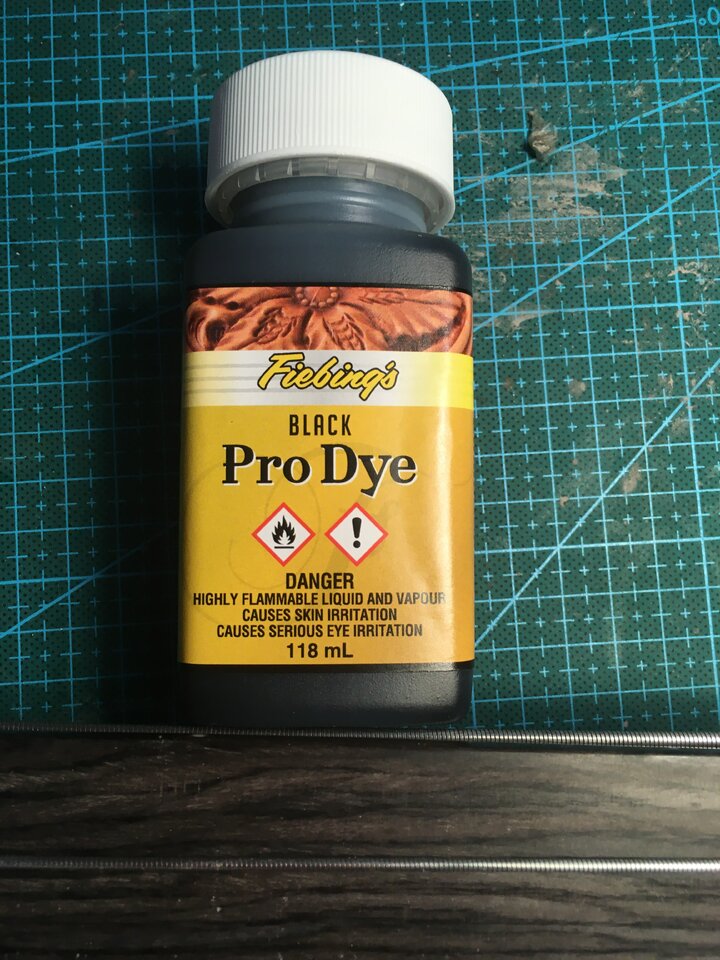 Fiebing's
BLACK
Pro Dye
DANGER
HIGHLY FLAMMABLE LIQUID AND VAPOUR
CAUSES SKIN IRRITATION
CAUSES SERIOUS EYE IRRITATION
118 mL